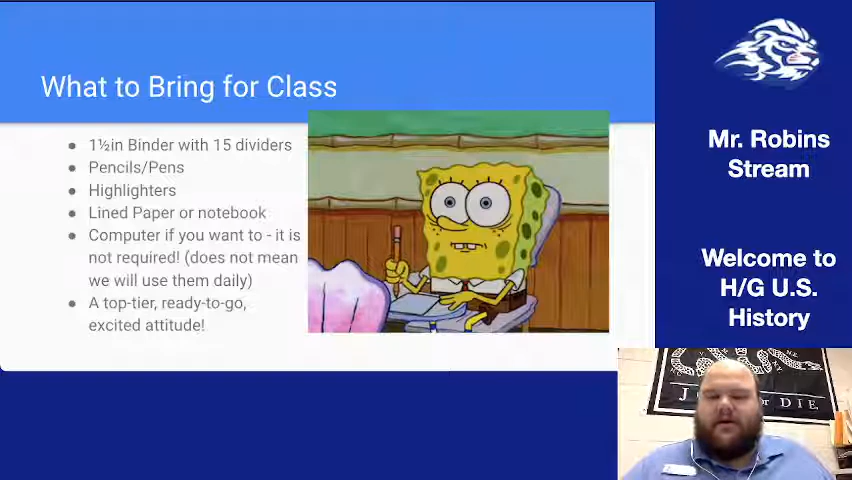 What to Bring for Class
● 1½in Binder with 15 dividers
● Pencils/Pens
● Highlighters
● Lined Paper or notebook
● Computer if you want to - it is
not required! (does not mean
we will use them daily)
● A top-tier, ready-to-go,
excited attitude!
Mr. Robins
Stream
Welcome to
H/G U.S.
History
J or DIE.